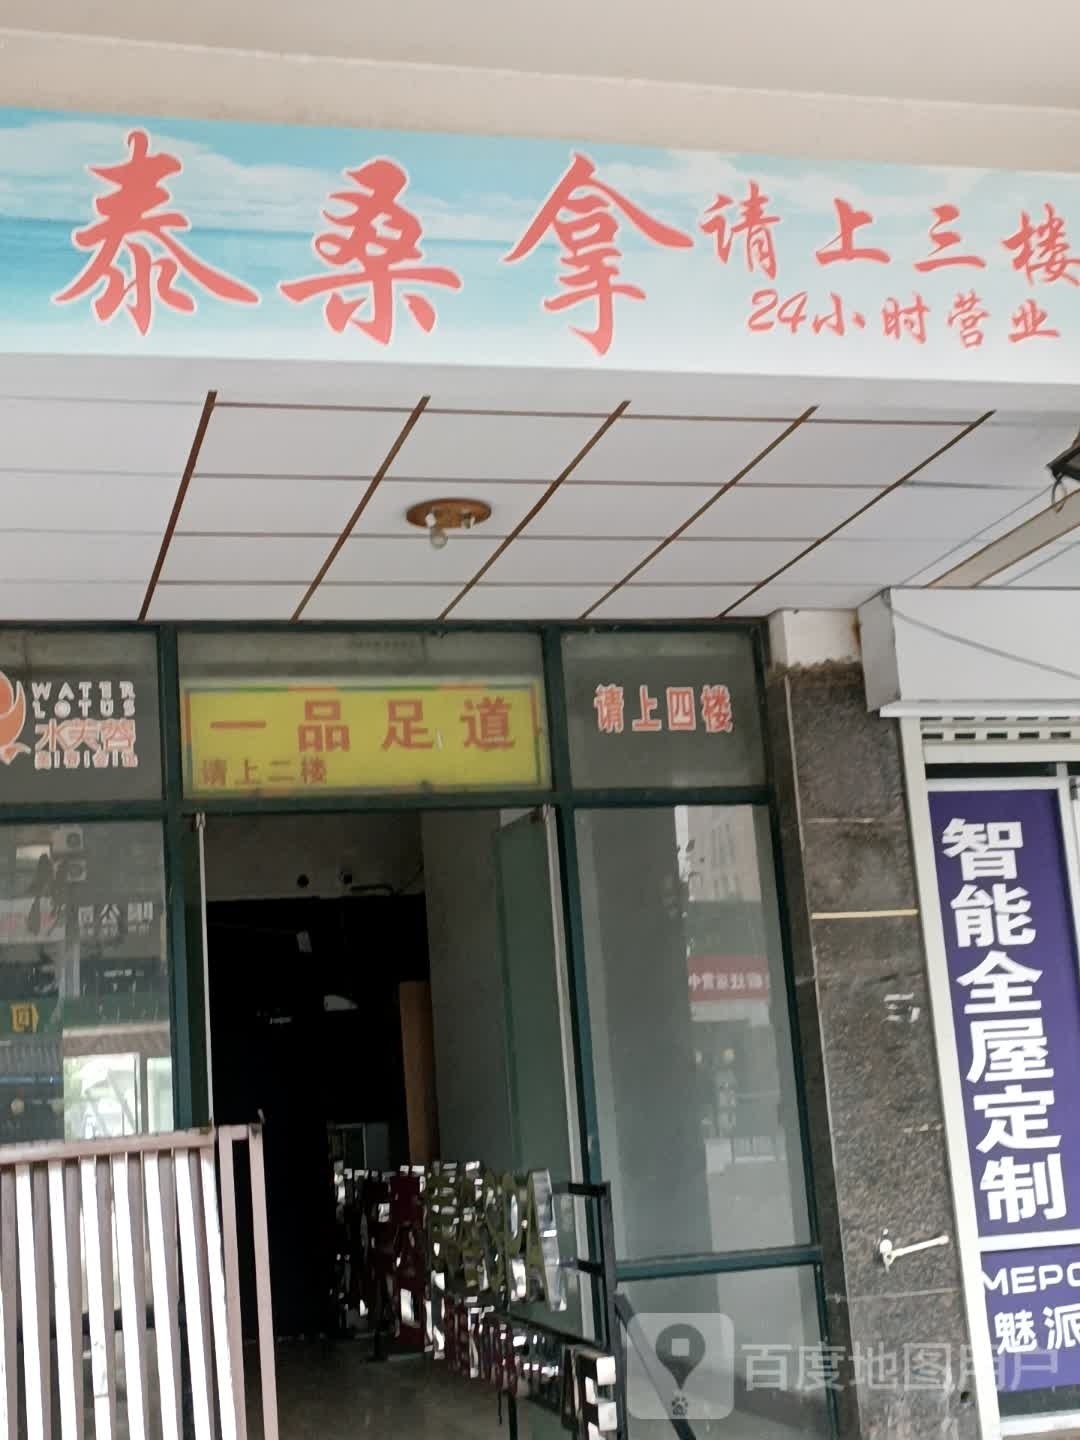 泰桑拿
请上三楼
24小时营业
WATER
LOTUS
水芙蓉
一品足道
请上二楼
请上四楼
智能全屋定制
MEPO
魅派
百度地图用户